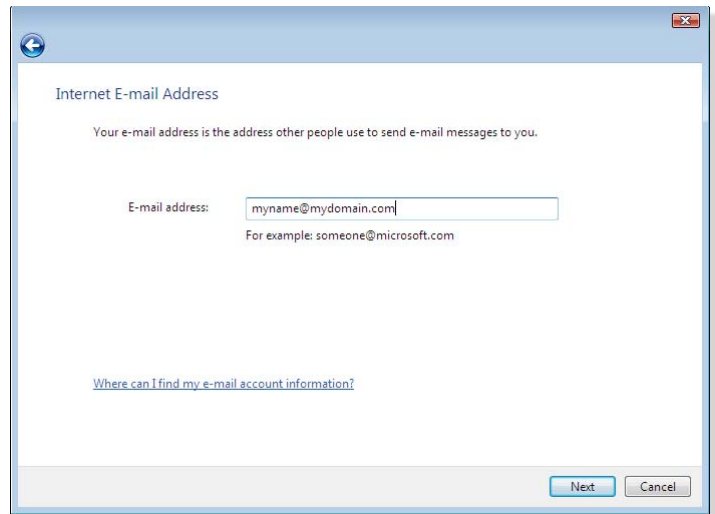 Internet E-mail Address
Your e-mail address is the address other people use to send e-mail messages to you.
E-mail address: myname@mydomain.com
For example: someone@microsoft.com
Where can I find my e-mail account information?
Next Cancel